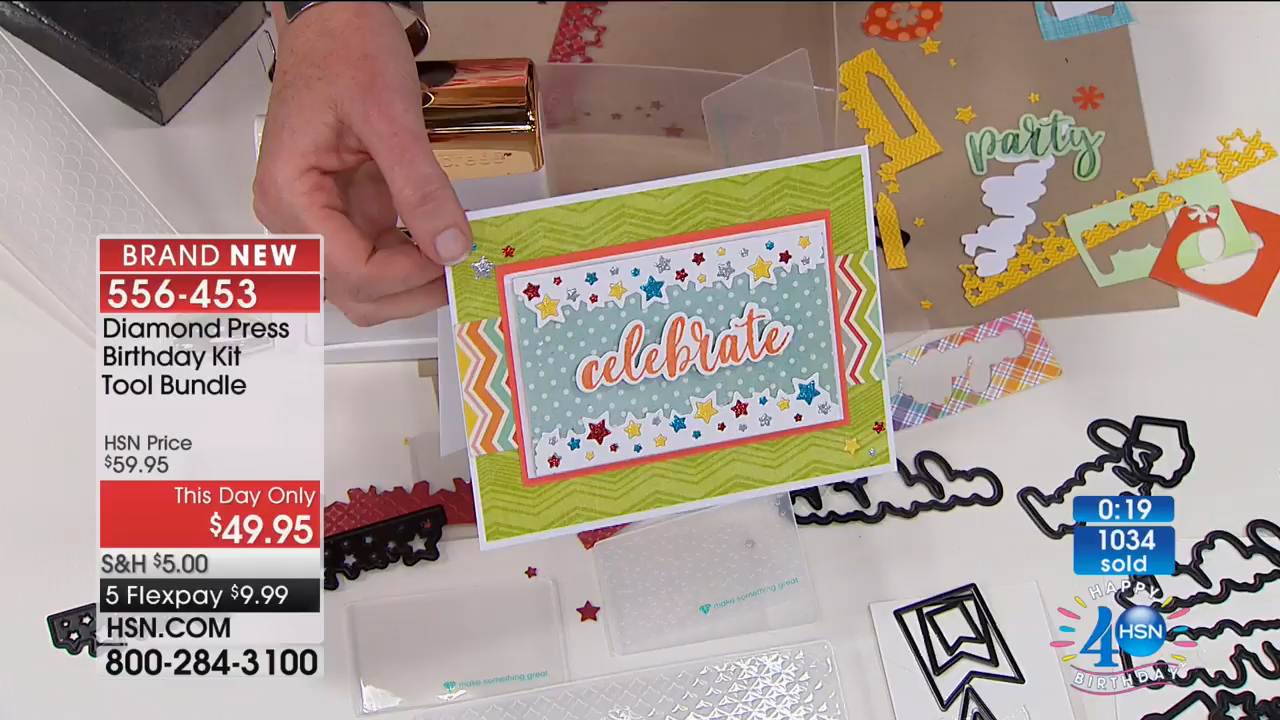 BRAND NEW
556-453
Diamond Press
Birthday Kit
Tool Bundle
HSN Price
$59.95
This Day Only
$49.95
S&H $5.00
5 Flexpay $9.99
HSN.COM
800-284-3100
party
celebrate
make something great
make something great
0:19
1034
sold
HAPPY
40
HSN
BIRTHDAY